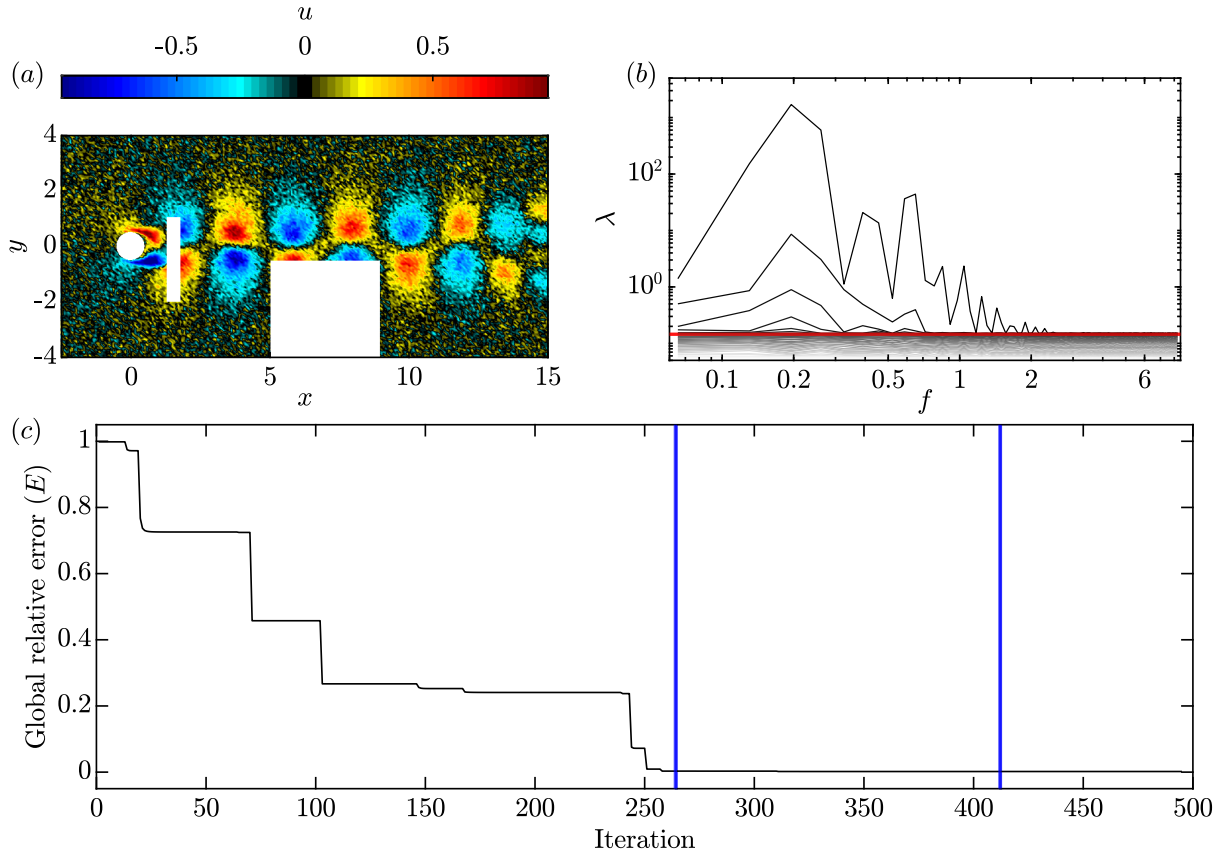 u
-0.5 0 0.5
(a)
4
2
0
-2
-4
y
0 5 10 15
x
(b)
10²
10⁰
λ
0.1 0.2 0.5 1 2 6
f
(c)
1
0.8
0.6
0.4
0.2
0
Global relative error (E)
0 50 100 150 200 250 300 350 400 450 500
Iteration